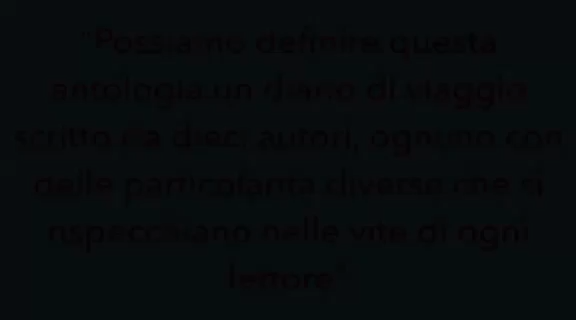 "Possiamo definire questa
antologia un diario di viaggio
scritto da dieci autori, ognuno con
delle particolarità diverse che si
rispecchiano nelle vite di ogni
lettore"